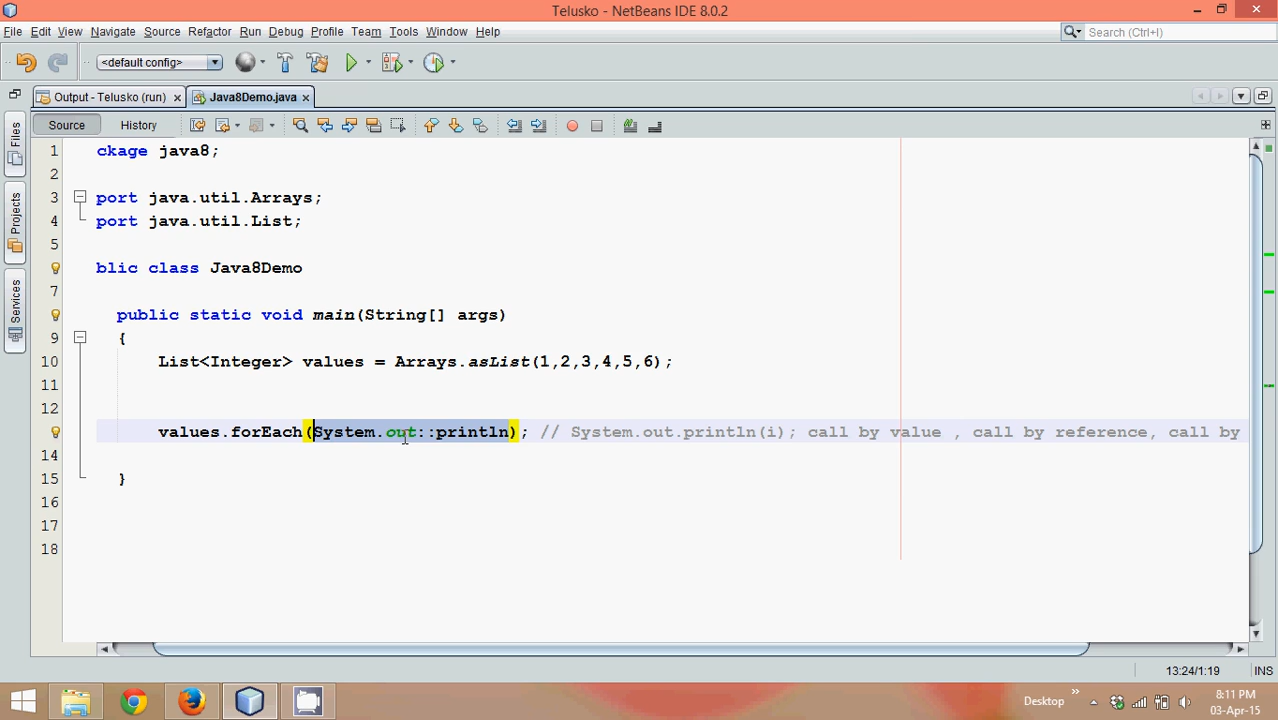 Telusko - NetBeans IDE 8.0.2
File Edit View Navigate Source Refactor Run Debug Profile Team Tools Window Help
Search (Ctrl+I)
<default config>
Output - Telusko (run)
Java8Demo.java
Source History
Files
Projects
Services
1 ckage java8;
2
3 port java.util.Arrays;
4 port java.util.List;
5
blic class Java8Demo
7
public static void main(String[] args)
9 {
10 List<Integer> values = Arrays.asList(1,2,3,4,5,6);
11
12
values.forEach(System.out::println); // System.out.println(i); call by value , call by reference, call by
14
15 }
16
17
18
13:24/1:19 INS
Desktop
8:11 PM
03-Apr-15